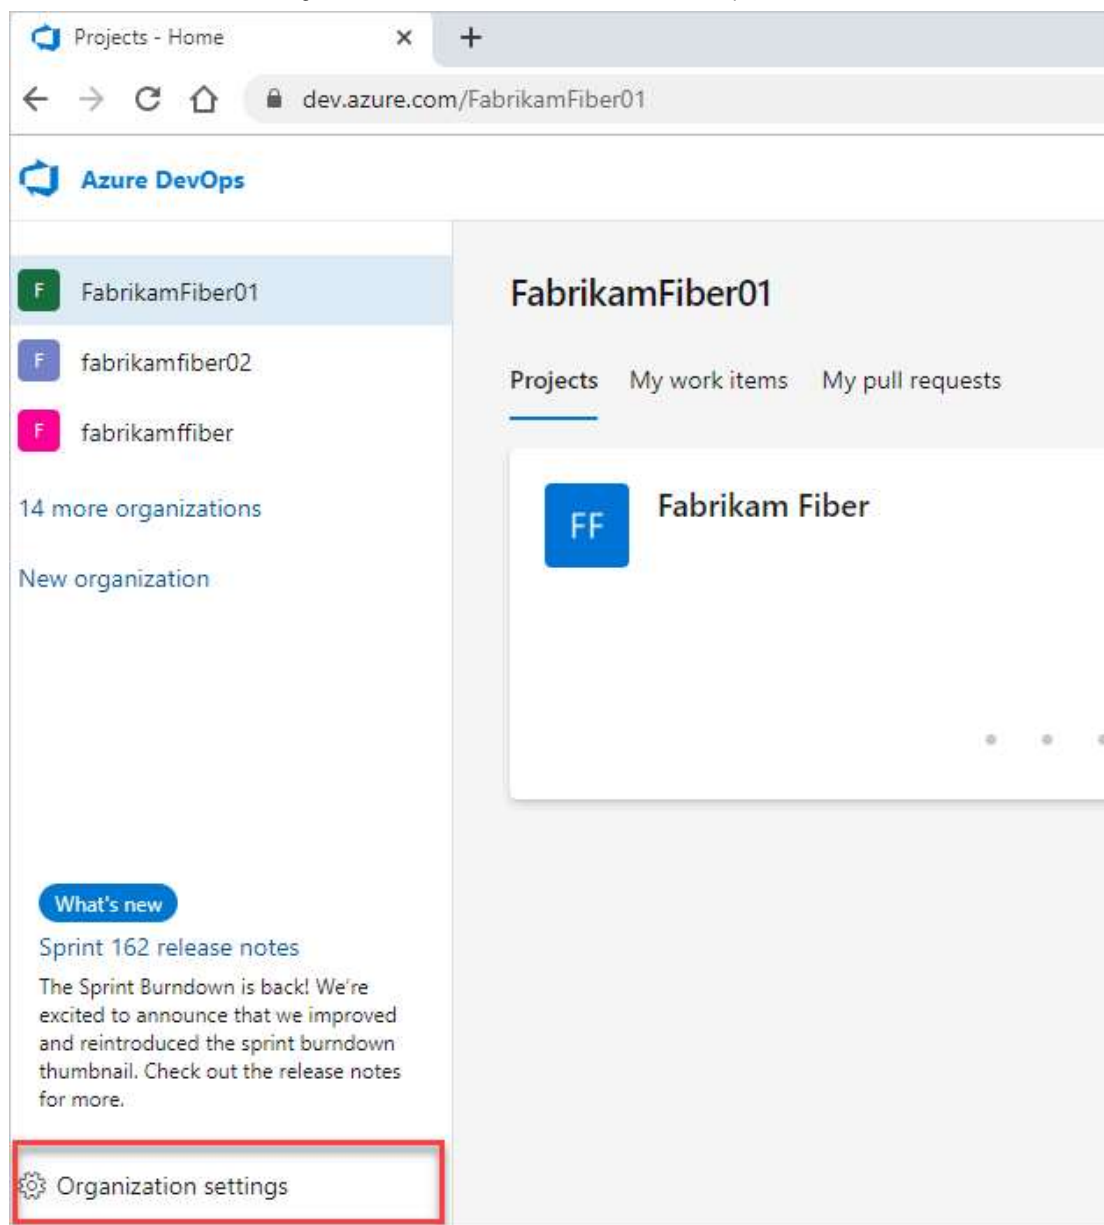 Projects - Home
dev.azure.com/FabrikamFiber01
Azure DevOps
F FabrikamFiber01
F fabrikamfiber02
F fabrikamffiber
14 more organizations
New organization
FabrikamFiber01
Projects My work items My pull requests
FF Fabrikam Fiber
What's new
Sprint 162 release notes
The Sprint Burndown is back! We're
excited to announce that we improved
and reintroduced the sprint burndown
thumbnail. Check out the release notes
for more.
Organization settings